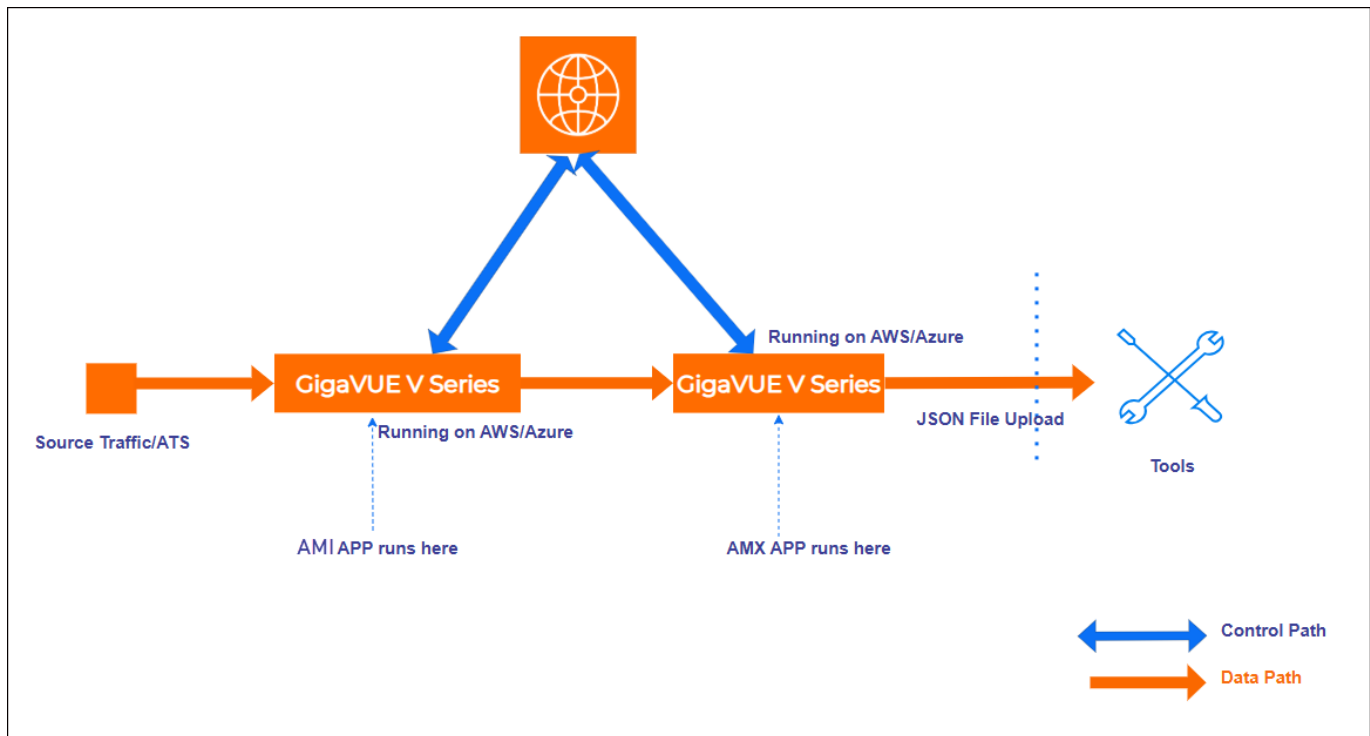 Running on AWS/Azure
GigaVUE V Series
GigaVUE V Series
Source Traffic/ATS
Running on AWS/Azure
JSON File Upload
Tools
AMI APP runs here
AMX APP runs here
Control Path
Data Path